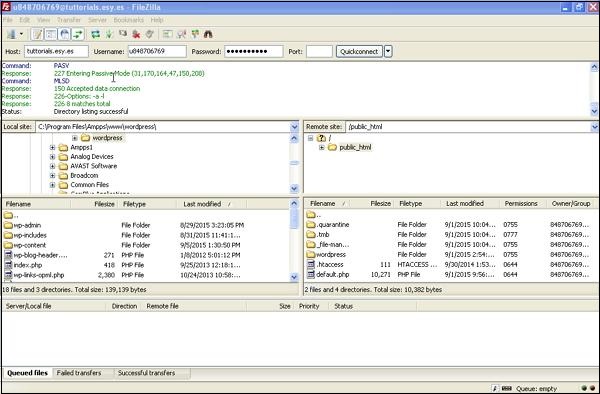 u848706769@tuttorials.esy.es - FileZilla
File Edit View Transfer Server Bookmarks Help
Host: tuttorials.esy.es Username: u848706769 Password: •••••••••• Port: Quickconnect
Command: PASV
Response: 227 Entering Passive Mode (31,170,164,47,150,208)
Command: MLSD
Response: 150 Accepted data connection
Response: 226-Options: -a -l
Response: 226 8 matches total
Status: Directory listing successful
Local site: C:\Program Files\Ampps\www\wordpress\ Remote site: /public_html
wordpress /
Ampps1 public_html
Analog Devices
AVAST Software
Broadcom
Common Files
Filename Filesize Filetype Last modified Filename Filesize Filetype Last modified Permissions Owner/Group
.. ..
wp-admin File Folder 8/29/2015 3:23:05 PM .quarantine File Folder 9/1/2015 10:04... 0755 848706769...
wp-includes File Folder 8/31/2015 11:41:1... .tmb File Folder 9/1/2015 10:04... 0777 848706769...
wp-content File Folder 9/5/2015 1:30:50 PM _file-man... File Folder 9/1/2015 10:04... 0755 848706769...
wp-blog-header.... 271 PHP File 1/8/2012 5:01:12 PM wordpress File Folder 9/1/2015 2:54:... 0755 848706769...
index.php 418 PHP File 9/25/2013 12:18:1... .htaccess 111 HTACCESS ... 9/30/2014 1:53... 0644 848706769...
wp-links-opml.php 2,380 PHP File 10/24/2013 10:58:... default.php 10,271 PHP File 9/1/2015 9:56:... 0644 848706769...
18 files and 3 directories. Total size: 139,139 bytes 2 files and 4 directories. Total size: 10,382 bytes
Server/Local file Direction Remote file Size Priority Status
Queued files Failed transfers Successful transfers
Queue: empty